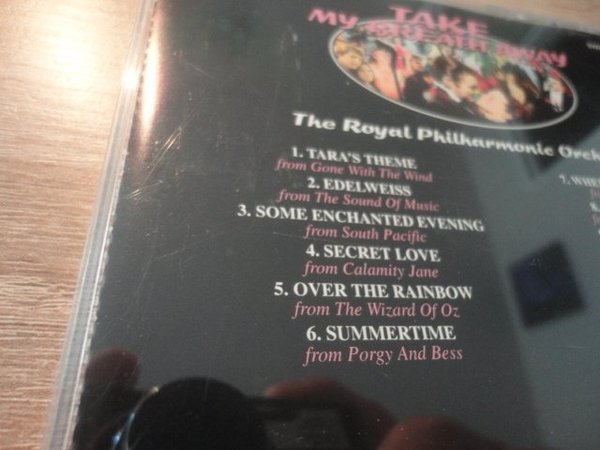 TAKE
MY BREATH AWAY
The Royal Philharmonic
1. TARA'S THEME
from Gone With The Wind
2. EDELWEISS
from The Sound Of Music
3. SOME ENCHANTED EVENING
from South Pacific
4. SECRET LOVE
from Calamity Jane
5. OVER THE RAINBOW
from The Wizard Of Oz
6. SUMMERTIME
from Porgy And Bess
7.